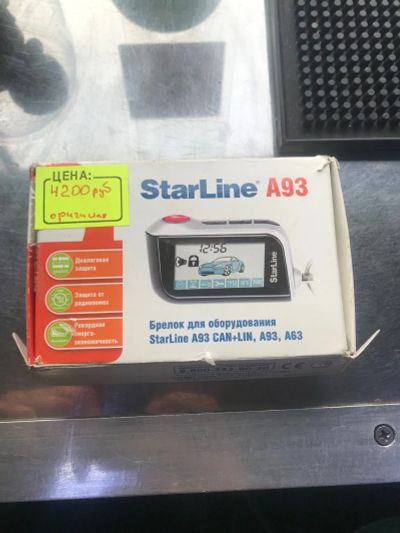 ЦЕНА:
4200 руб
оригинал
StarLine A93
12:56
StarLine
Диалоговая
защита
Защита от
радиопомех
Рекордная
энерго-
экономичность
Брелок для оборудования
StarLine A93 CAN+LIN, A93, A63